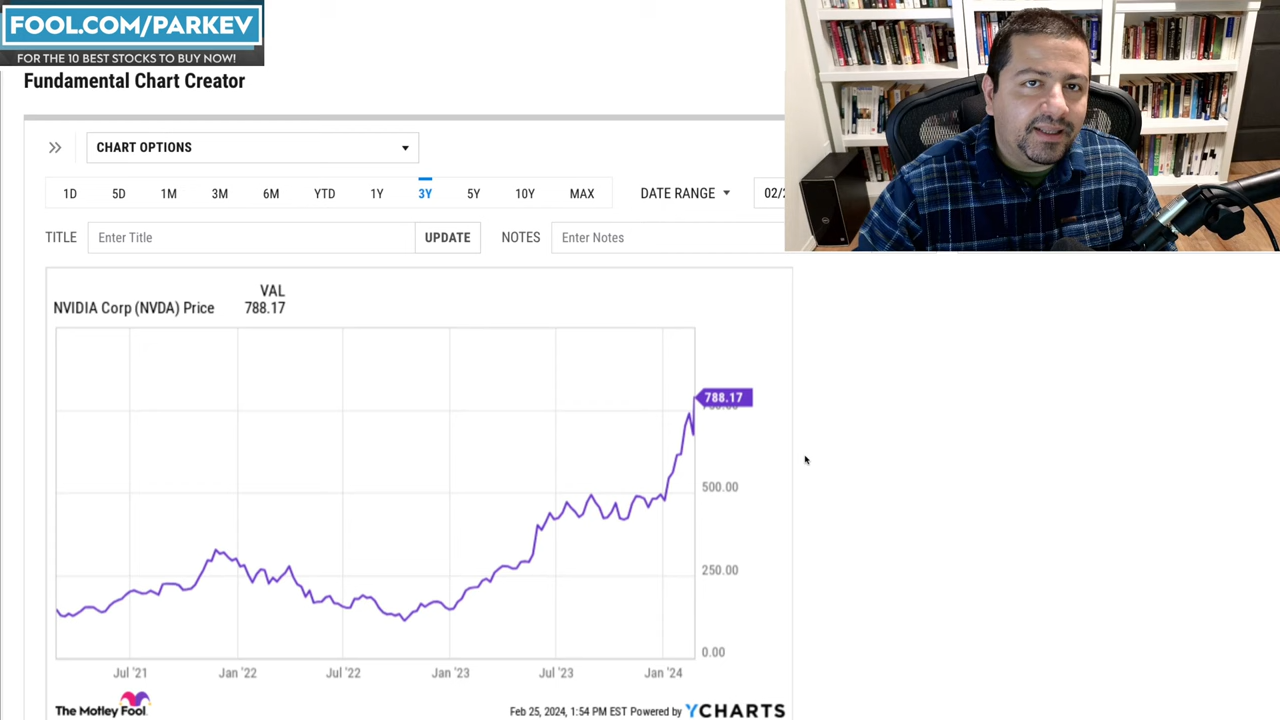 FOOL.COM/PARKEV
FOR THE 10 BEST STOCKS TO BUY NOW!
Fundamental Chart Creator
CHART OPTIONS
1D 5D 1M 3M 6M YTD 1Y 3Y 5Y 10Y MAX DATE RANGE 02/2
TITLE Enter Title UPDATE NOTES Enter Notes
VAL
NVIDIA Corp (NVDA) Price 788.17
788.17
500.00
250.00
0.00
Jul '21 Jan '22 Jul '22 Jan '23 Jul '23 Jan '24
The Motley Fool. Feb 25, 2024, 1:54 PM EST Powered by YCHARTS